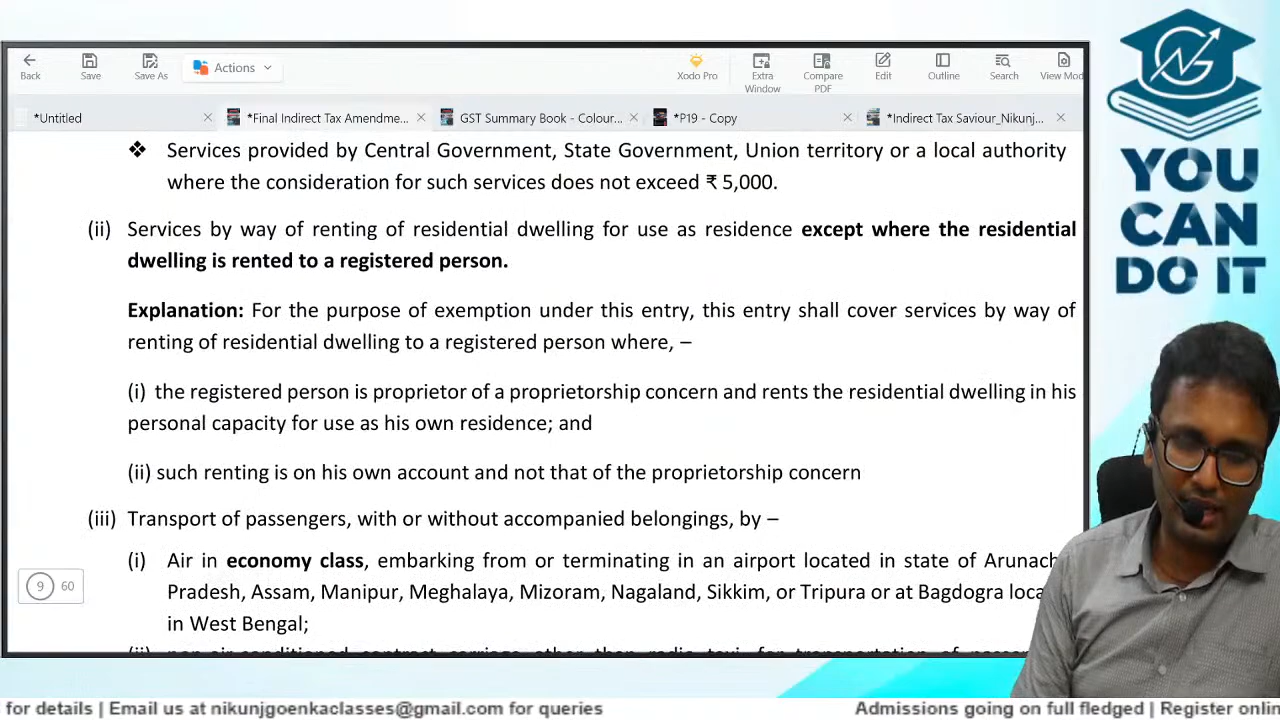 Back
Save
Save As
Actions
Xodo Pro
Extra Window
Compare PDF
Edit
Outline
Search
View Mod
*Untitled
*Final Indirect Tax Amendme...
GST Summary Book - Colour...
*P19 - Copy
*Indirect Tax Saviour_Nikunj...
❖ Services provided by Central Government, State Government, Union territory or a local authority
where the consideration for such services does not exceed ₹ 5,000.
(ii) Services by way of renting of residential dwelling for use as residence except where the residential
dwelling is rented to a registered person.
Explanation: For the purpose of exemption under this entry, this entry shall cover services by way of
renting of residential dwelling to a registered person where, –
(i) the registered person is proprietor of a proprietorship concern and rents the residential dwelling in his
personal capacity for use as his own residence; and
(ii) such renting is on his own account and not that of the proprietorship concern
(iii) Transport of passengers, with or without accompanied belongings, by –
(i) Air in economy class, embarking from or terminating in an airport located in state of Arunach
Pradesh, Assam, Manipur, Meghalaya, Mizoram, Nagaland, Sikkim, or Tripura or at Bagdogra loca
in West Bengal;
9 60
YOU
CAN
DO IT
for details | Email us at nikunjgoenkaclasses@gmail.com for queries
Admissions going on full fledged | Register onlin